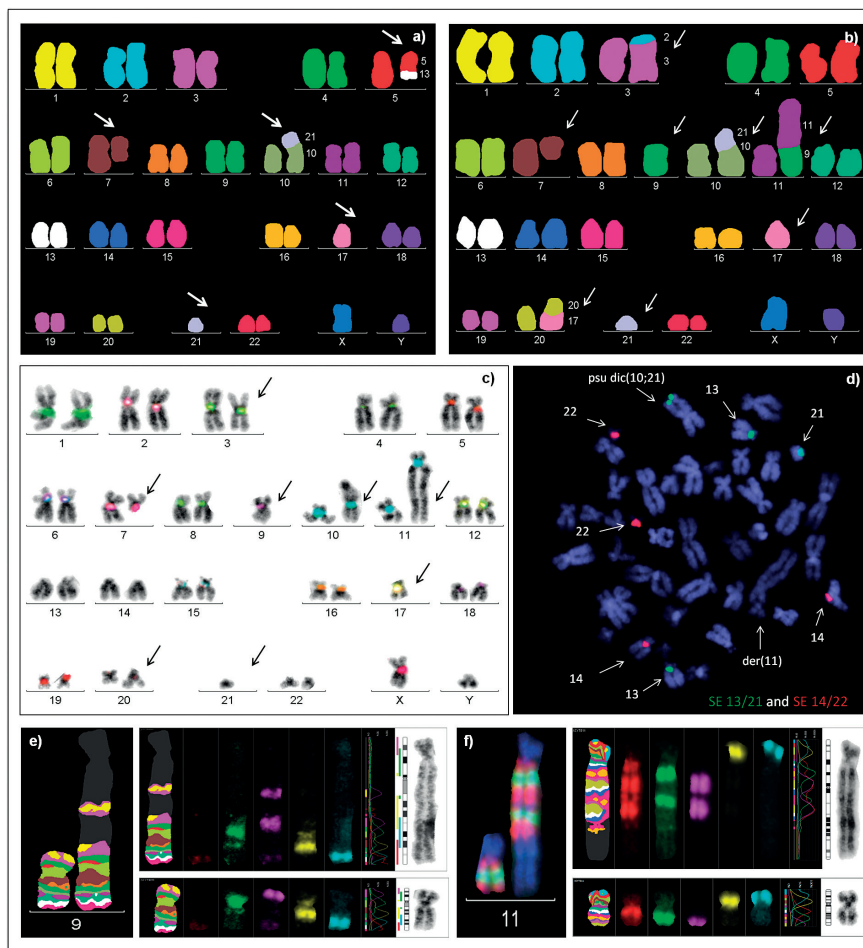 a)
5
13
1 2 3 4 5
21
10
6 7 8 9 10 11 12
13 14 15 16 17 18
19 20 21 22 X Y
b)
2
3
1 2 3 4 5
21
10
11
9
6 7 8 9 10 11 12
13 14 15 16 17 18
20
17
19 20 21 22 X Y
c)
1 2 3 4 5
6 7 8 9 10 11 12
13 14 15 16 17 18
19 20 21 22 X Y
d)
psu dic(10;21)
13
22
21
22
14
14
der(11)
13
SE 13/21 and SE 14/22
e)
9
f)
11